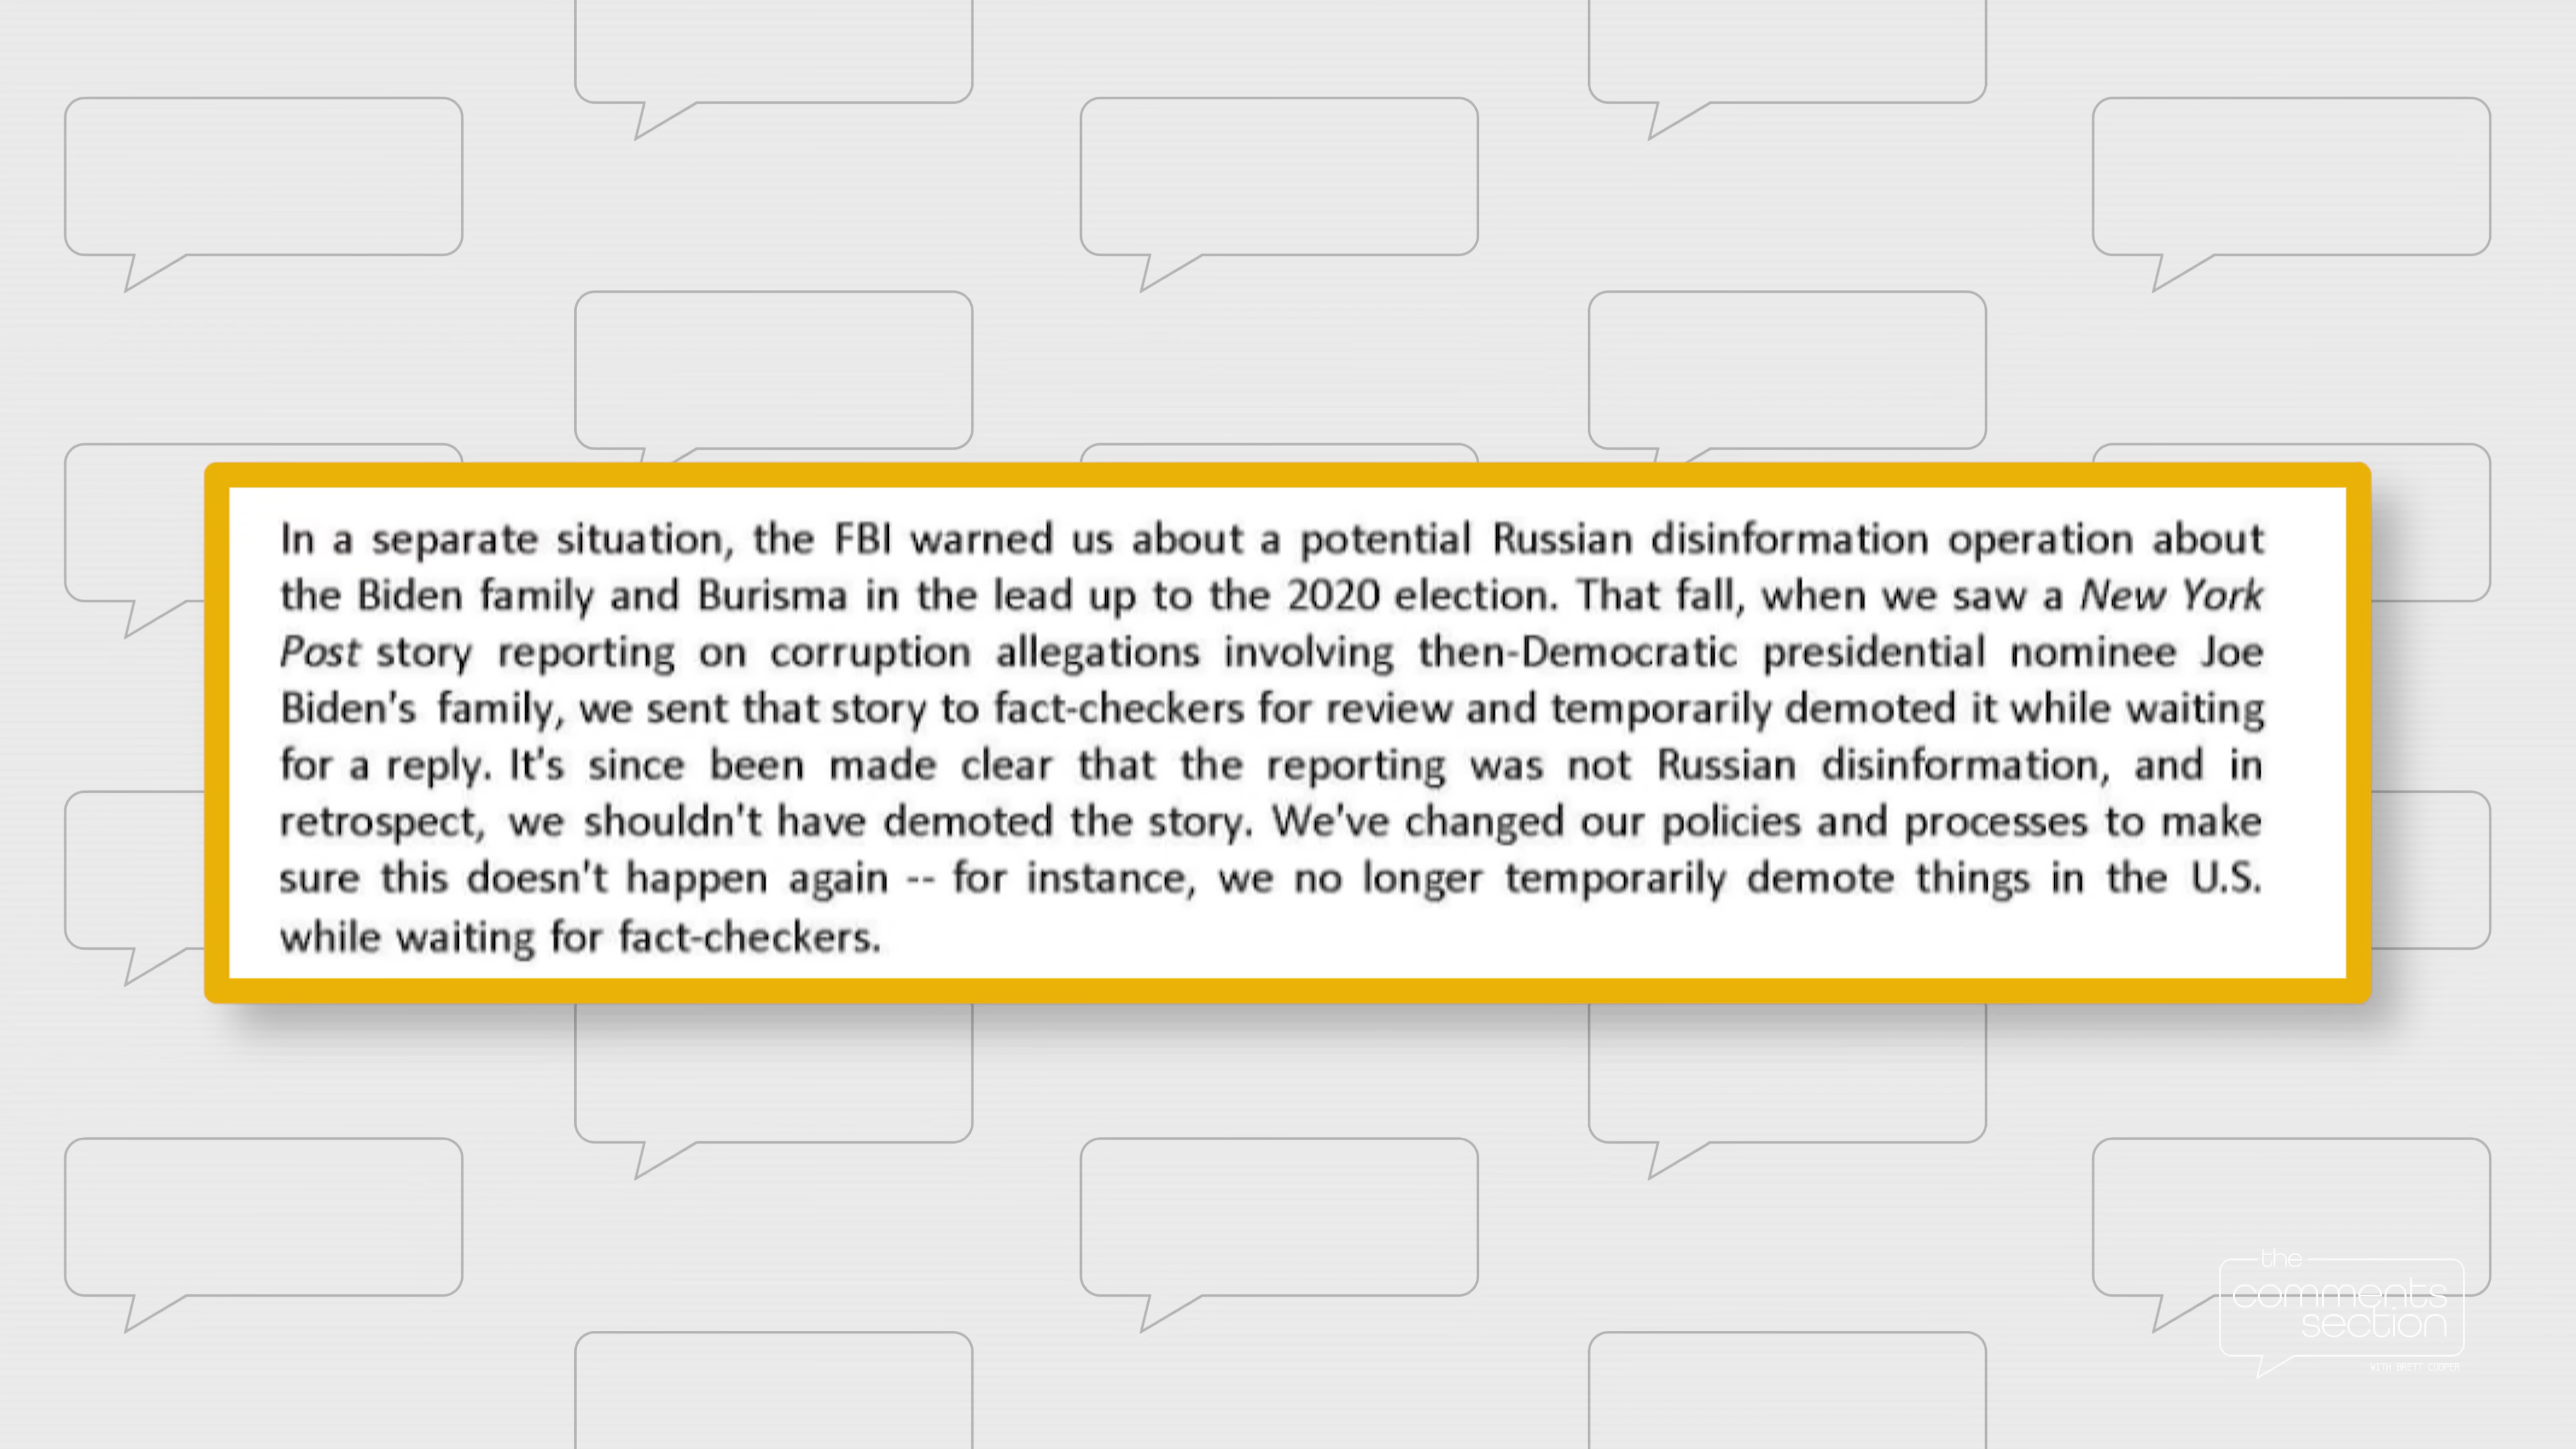 In a separate situation, the FBI warned us about a potential Russian disinformation operation about
the Biden family and Burisma in the lead up to the 2020 election. That fall, when we saw a New York
Post story reporting on corruption allegations involving then-Democratic presidential nominee Joe
Biden's family, we sent that story to fact-checkers for review and temporarily demoted it while waiting
for a reply. It's since been made clear that the reporting was not Russian disinformation, and in
retrospect, we shouldn't have demoted the story. We've changed our policies and processes to make
sure this doesn't happen again -- for instance, we no longer temporarily demote things in the U.S.
while waiting for fact-checkers.
the
comments
section
WITH BRETT COOPER